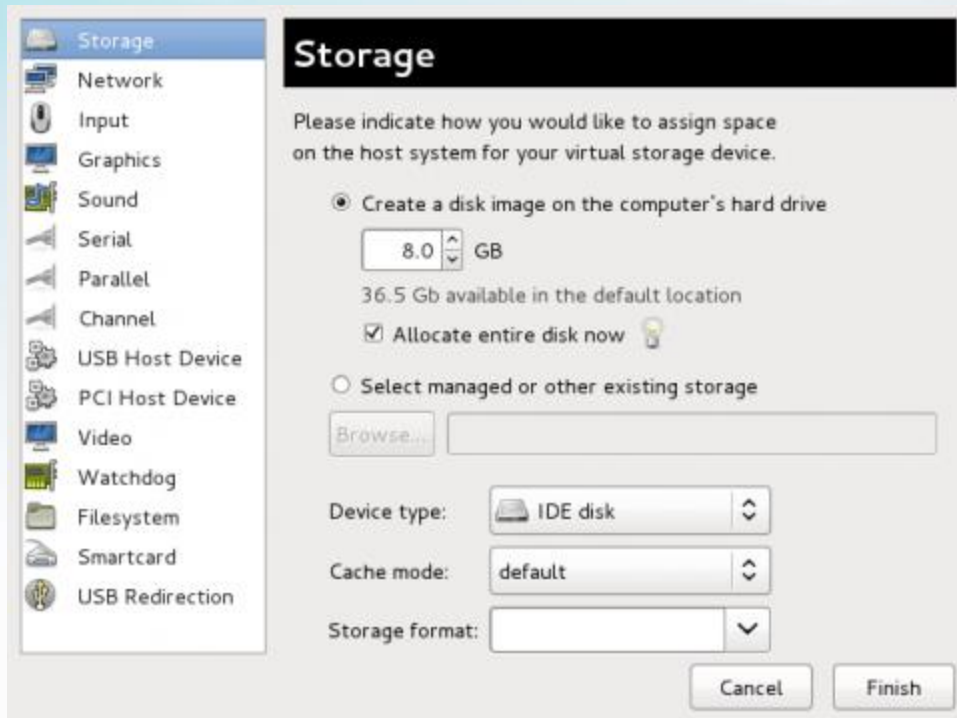 Storage
Network
Input
Graphics
Sound
Serial
Parallel
Channel
USB Host Device
PCI Host Device
Video
Watchdog
Filesystem
Smartcard
USB Redirection
Storage
Please indicate how you would like to assign space
on the host system for your virtual storage device.
Create a disk image on the computer's hard drive
8.0 GB
36.5 Gb available in the default location
Allocate entire disk now
Select managed or other existing storage
Browse...
Device type: IDE disk
Cache mode: default
Storage format:
Cancel Finish